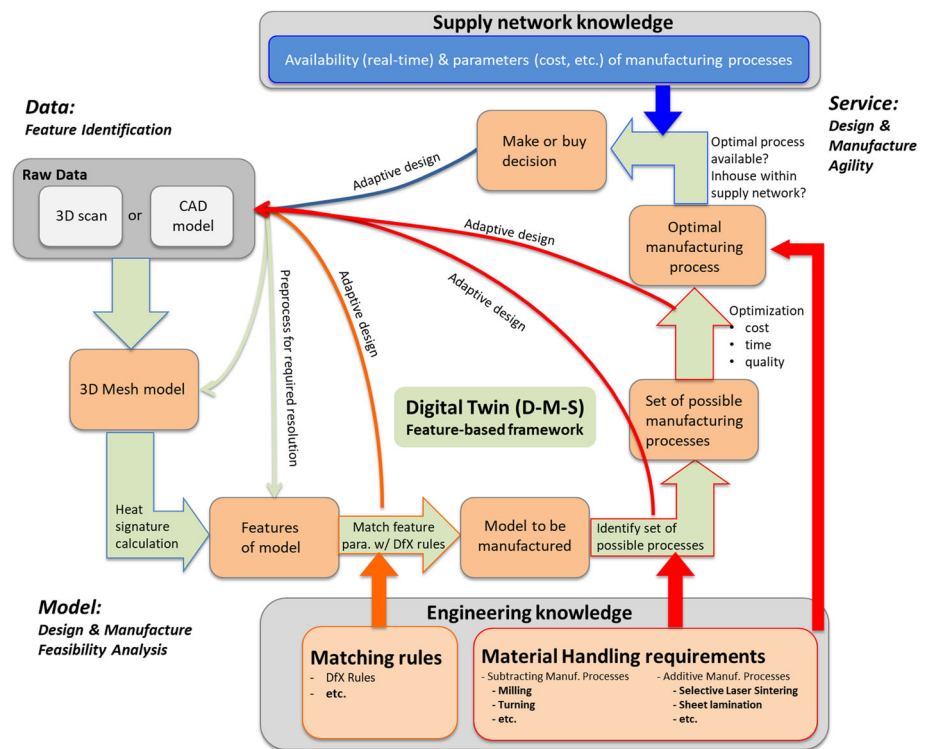 Supply network knowledge
Availability (real-time) & parameters (cost, etc.) of manufacturing processes
Data:
Feature Identification
Service:
Design &
Manufacture
Agility
Make or buy
decision
Optimal process
available?
Inhouse within
supply network?
Adaptive design
Raw Data
3D scan
or
CAD
model
Optimal
manufacturing
process
Adaptive design
Adaptive design
Adaptive design
Preprocess for required resolution
Optimization
• cost
• time
• quality
3D Mesh model
Digital Twin (D-M-S)
Feature-based framework
Set of possible
manufacturing
processes
Heat
signature
calculation
Features
of model
Match feature
para. w/ DfX rules
Model to be
manufactured
Identify set of
possible processes
Model:
Design & Manufacture
Feasibility Analysis
Engineering knowledge
Matching rules
- DfX Rules
- etc.
Material Handling requirements
- Subtracting Manuf. Processes
- Milling
- Turning
- etc.
- Additive Manuf. Processes
- Selective Laser Sintering
- Sheet lamination
- etc.